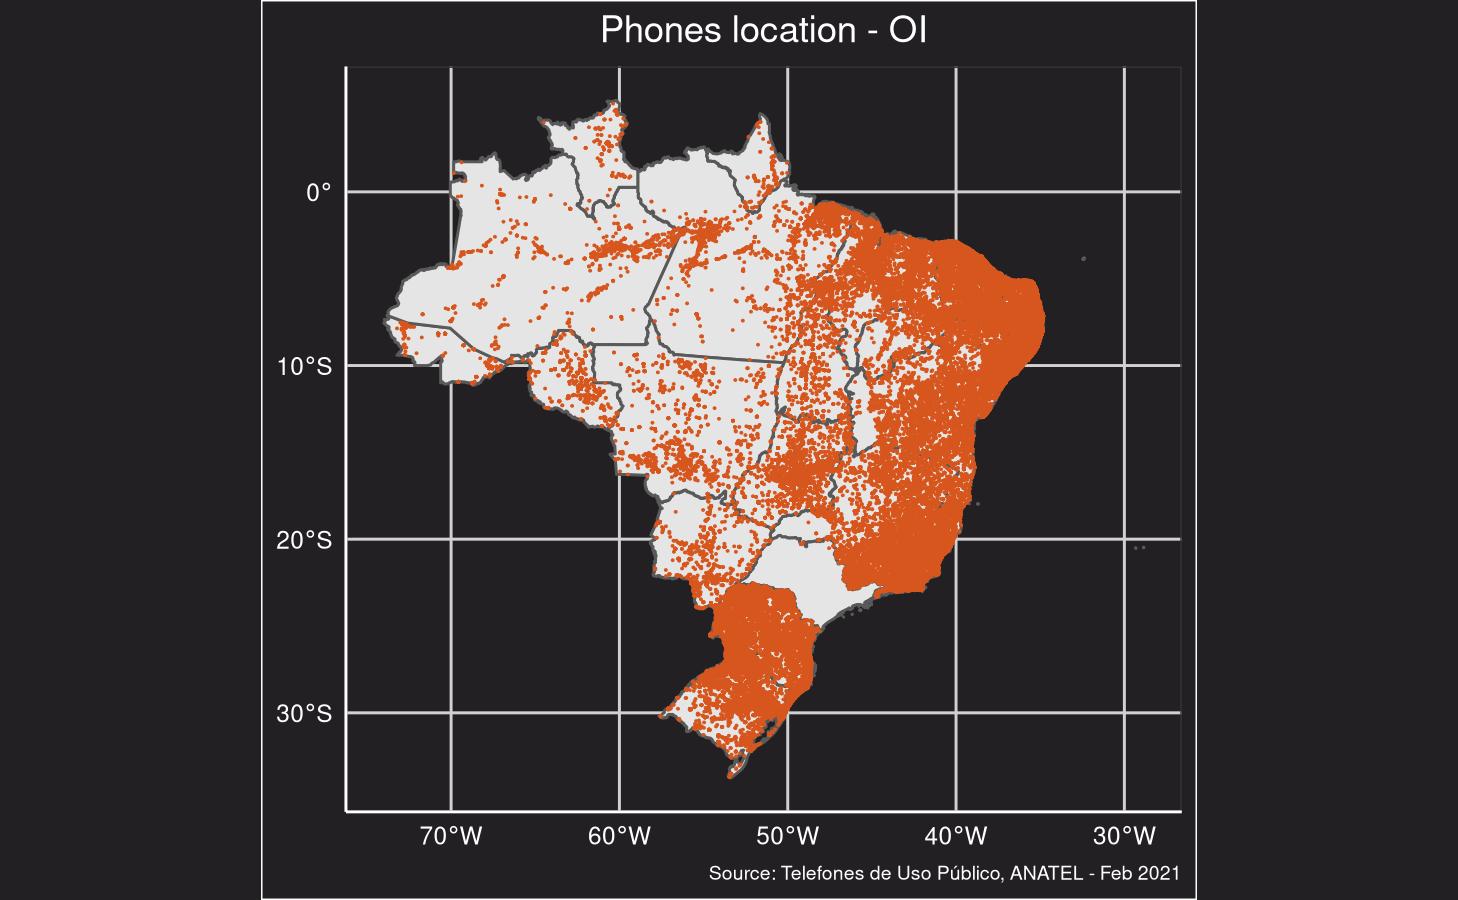 Phones location - OI
0°
10°S
20°S
30°S
70°W 60°W 50°W 40°W 30°W
Source: Telefones de Uso Público, ANATEL - Feb 2021